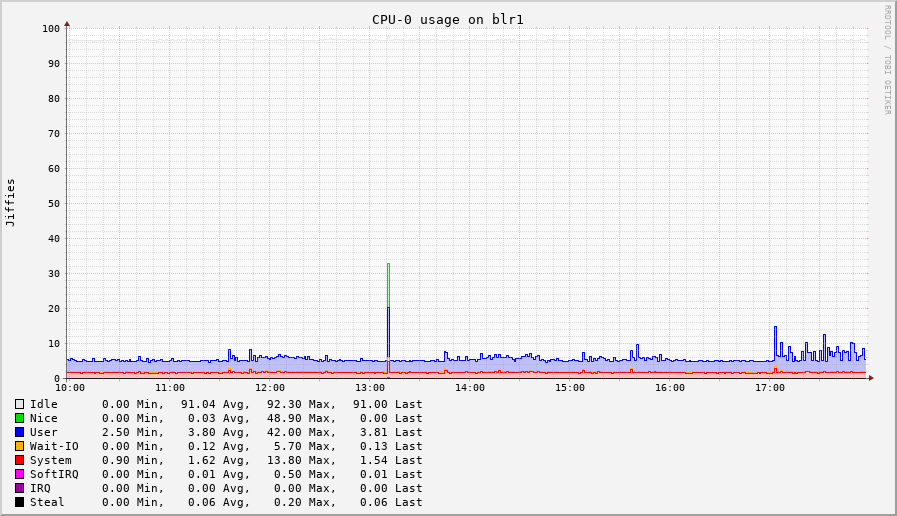 CPU-0 usage on blr1
RRDTOOL / TOBI OETIKER
Jiffies
100
90
80
70
60
50
40
30
20
10
0
10:00 11:00 12:00 13:00 14:00 15:00 16:00 17:00
Idle 0.00 Min, 91.04 Avg, 92.30 Max, 91.00 Last
Nice 0.00 Min, 0.03 Avg, 48.90 Max, 0.00 Last
User 2.50 Min, 3.80 Avg, 42.00 Max, 3.81 Last
Wait-IO 0.00 Min, 0.12 Avg, 5.70 Max, 0.13 Last
System 0.90 Min, 1.62 Avg, 13.80 Max, 1.54 Last
SoftIRQ 0.00 Min, 0.01 Avg, 0.50 Max, 0.01 Last
IRQ 0.00 Min, 0.00 Avg, 0.00 Max, 0.00 Last
Steal 0.00 Min, 0.06 Avg, 0.20 Max, 0.06 Last